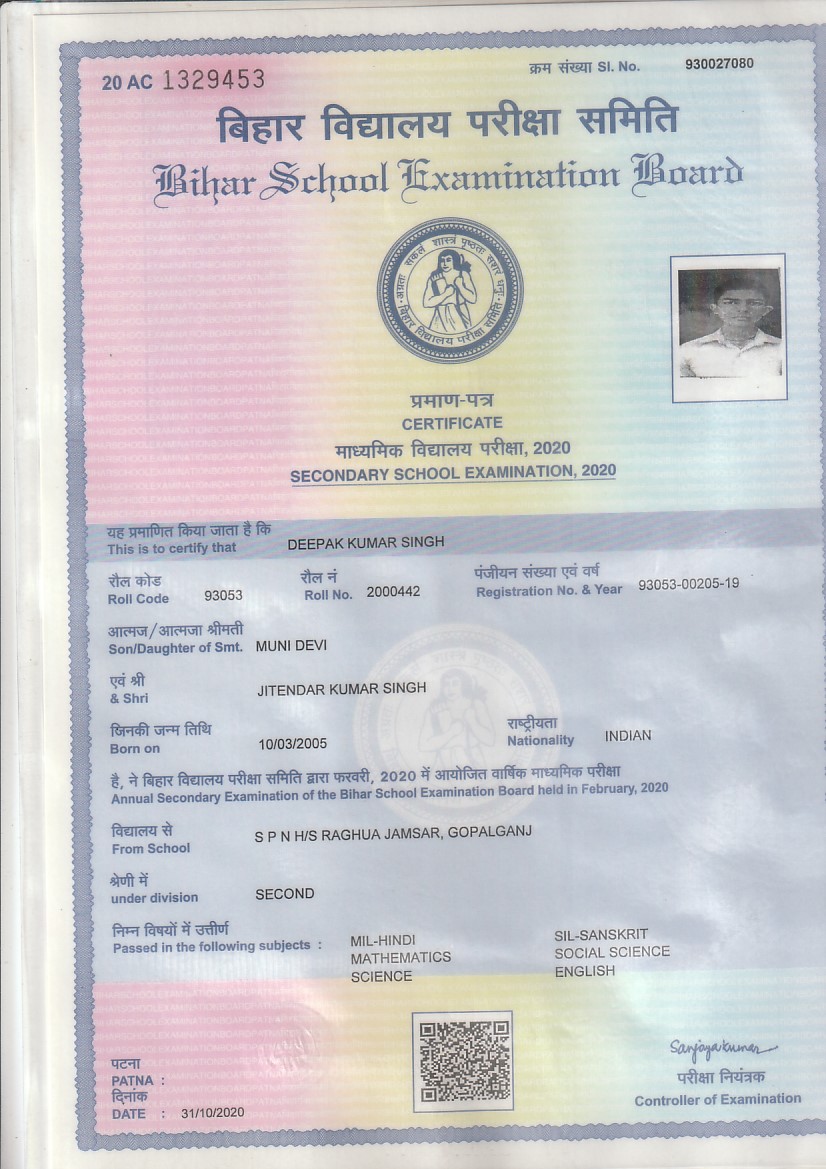 20 AC 1329453
क्रम संख्या Sl. No. 930027080
बिहार विद्यालय परीक्षा समिति
Bihar School Examination Board
बिहार विद्यालय परीक्षा समिति
प्रमाण-पत्र
CERTIFICATE
माध्यमिक विद्यालय परीक्षा, 2020
SECONDARY SCHOOL EXAMINATION, 2020
यह प्रमाणित किया जाता है कि
This is to certify that DEEPAK KUMAR SINGH
रौल कोड रौल नं पंजीयन संख्या एवं वर्ष
Roll Code 93053 Roll No. 2000442 Registration No. & Year 93053-00205-19
आत्मज/आत्मजा श्रीमती
Son/Daughter of Smt. MUNI DEVI
एवं श्री
& Shri JITENDAR KUMAR SINGH
जिनकी जन्म तिथि राष्ट्रीयता
Born on 10/03/2005 Nationality INDIAN
है, ने बिहार विद्यालय परीक्षा समिति द्वारा फरवरी, 2020 में आयोजित वार्षिक माध्यमिक परीक्षा
Annual Secondary Examination of the Bihar School Examination Board held in February, 2020
विद्यालय से
From School S P N H/S RAGHUA JAMSAR, GOPALGANJ
श्रेणी में
under division SECOND
निम्न विषयों में उत्तीर्ण
Passed in the following subjects : MIL-HINDI SIL-SANSKRIT
MATHEMATICS SOCIAL SCIENCE
SCIENCE ENGLISH
Sanjaya Kumar
पटना
PATNA :
परीक्षा नियंत्रक
दिनांक
Controller of Examination
DATE : 31/10/2020